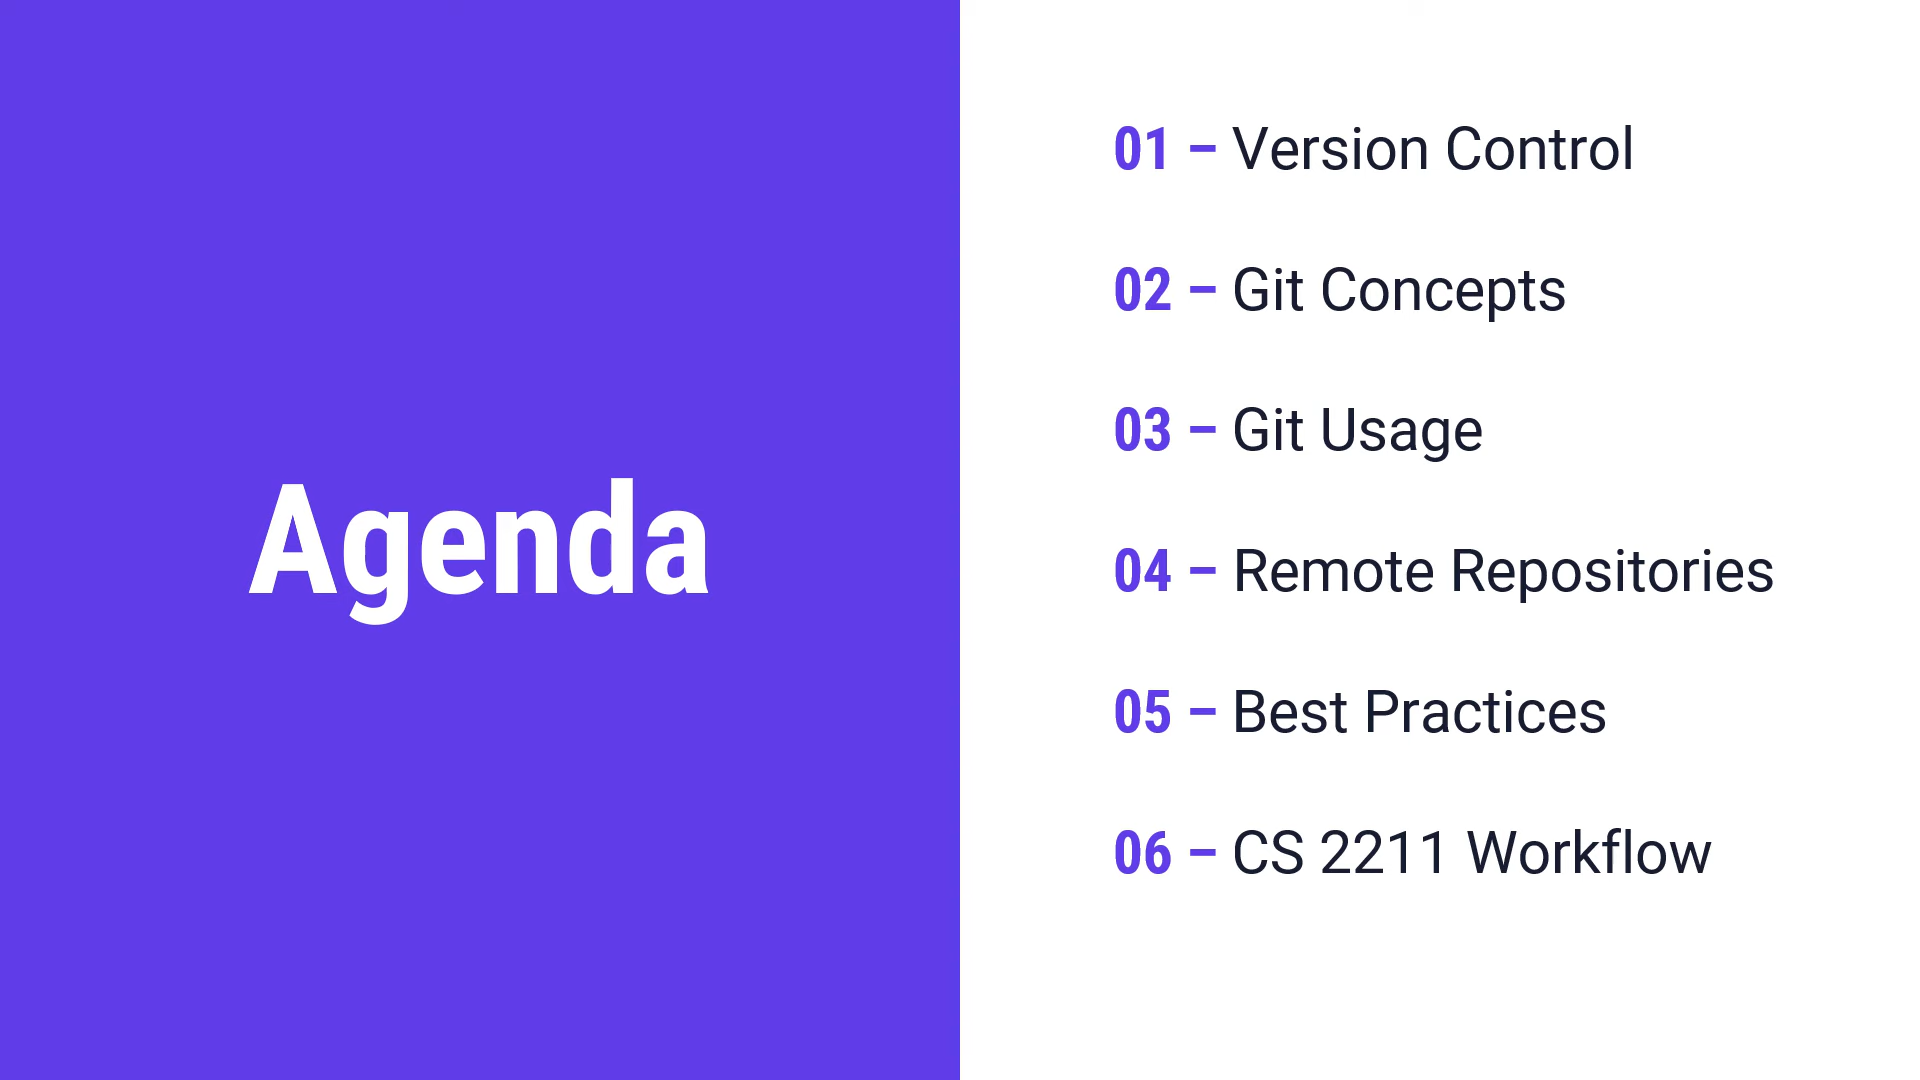 Agenda
01 – Version Control
02 – Git Concepts
03 – Git Usage
04 – Remote Repositories
05 – Best Practices
06 – CS 2211 Workflow